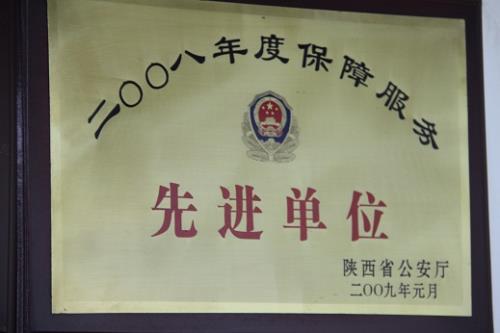 二〇〇八年度保障服务
先进单位
陕西省公安厅
二〇〇九年元月